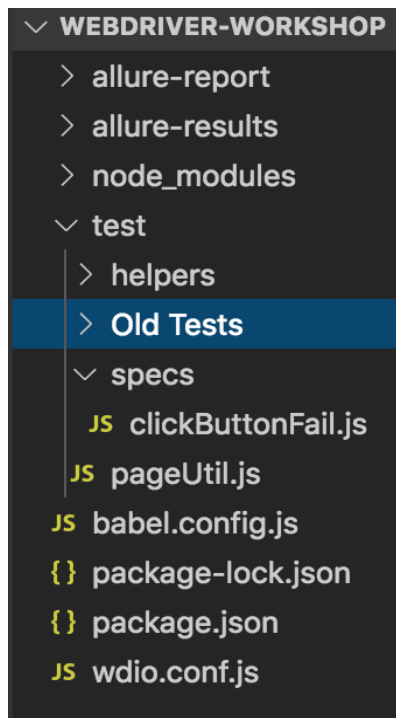 WEBDRIVER-WORKSHOP
allure-report
allure-results
node_modules
test
helpers
Old Tests
specs
JS clickButtonFail.js
JS pageUtil.js
JS babel.config.js
{ } package-lock.json
{ } package.json
JS wdio.conf.js